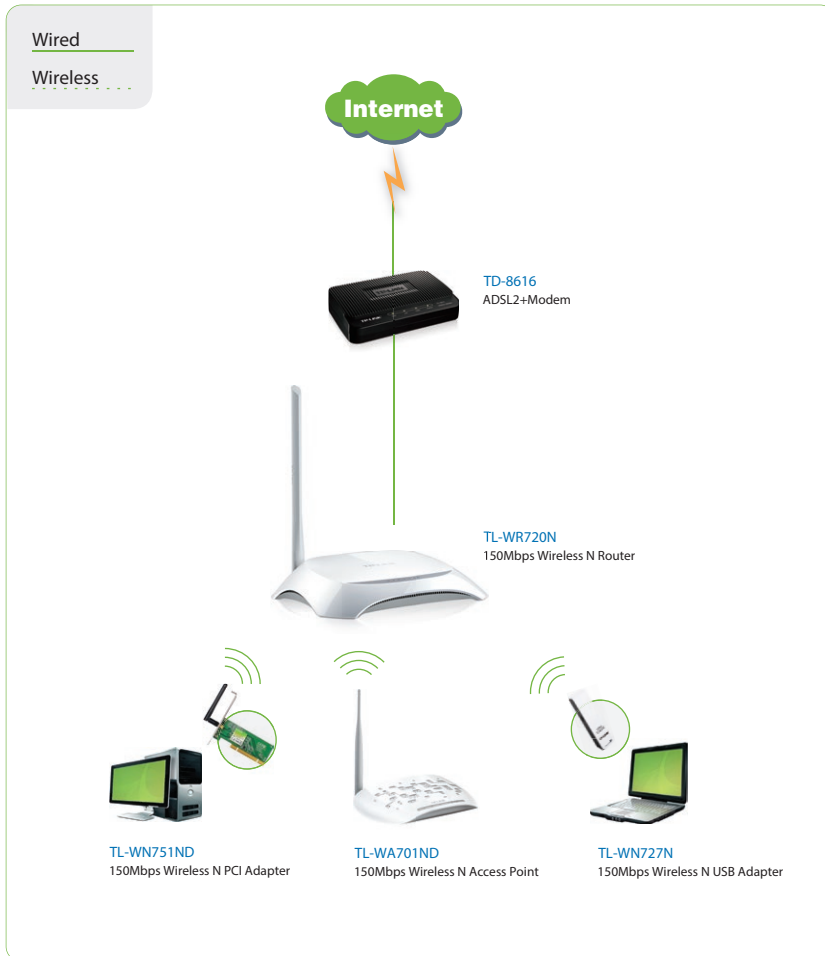 Wired
Wireless
Internet
TD-8616
ADSL2+Modem
TL-WR720N
150Mbps Wireless N Router
TL-WN751ND
150Mbps Wireless N PCI Adapter
TL-WA701ND
150Mbps Wireless N Access Point
TL-WN727N
150Mbps Wireless N USB Adapter